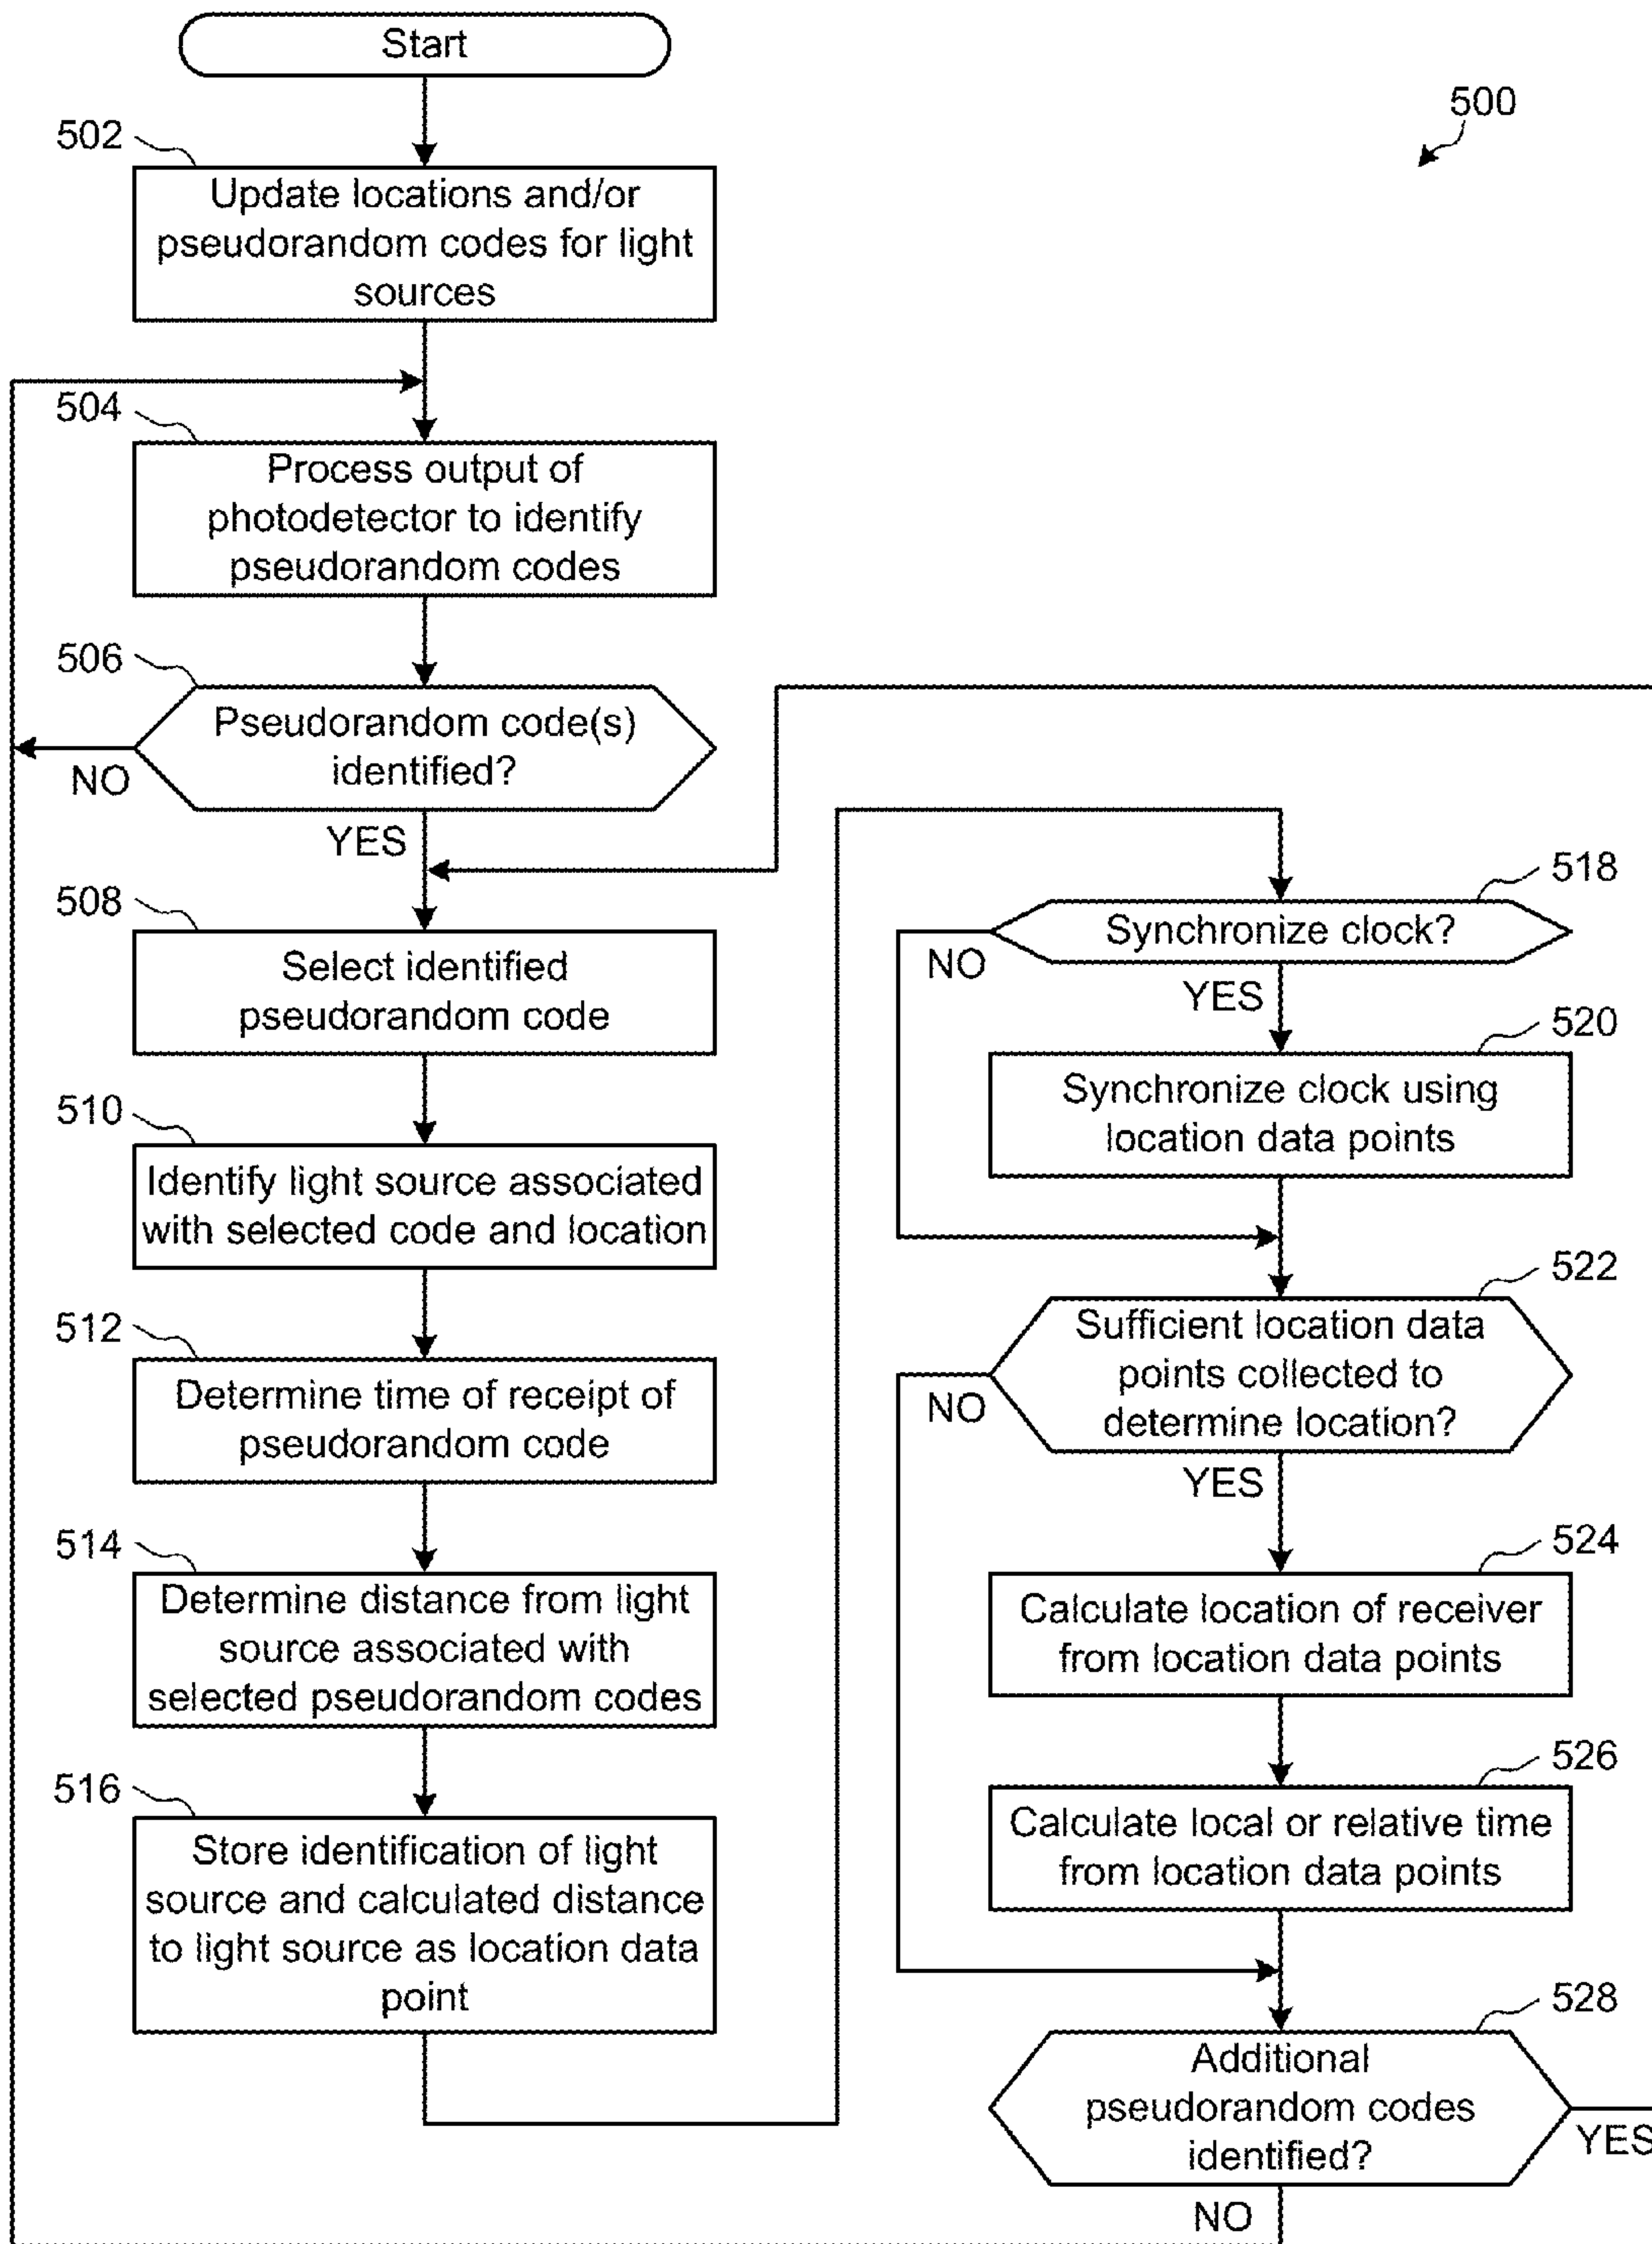 Start
500
502
Update locations and/or
pseudorandom codes for light
sources
504
Process output of
photodetector to identify
pseudorandom codes
506
Pseudorandom code(s)
identified?
NO
YES
508
Select identified
pseudorandom code
510
Identify light source associated
with selected code and location
512
Determine time of receipt of
pseudorandom code
514
Determine distance from light
source associated with
selected pseudorandom codes
516
Store identification of light
source and calculated distance
to light source as location data
point
518
Synchronize clock?
NO
YES
520
Synchronize clock using
location data points
522
Sufficient location data
points collected to
determine location?
NO
YES
524
Calculate location of receiver
from location data points
526
Calculate local or relative time
from location data points
528
Additional
pseudorandom codes
identified?
YES
NO